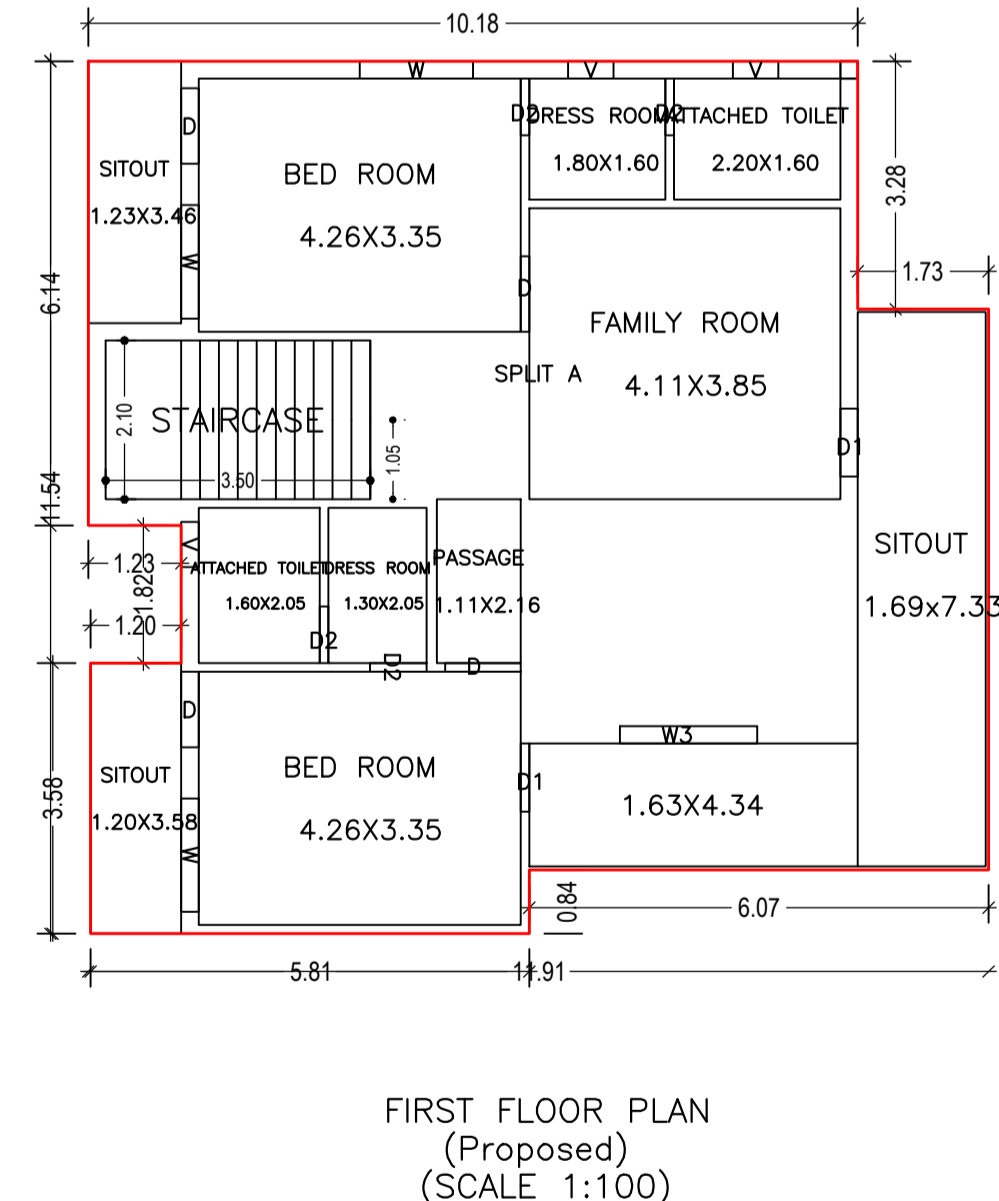 10.18
W
V
V
D
D2
DRESS ROOM
D2
ATTACHED TOILET
SITOUT
BED ROOM
1.80X1.60
2.20X1.60
3.28
1.23X3.46
4.26X3.35
W
D
1.73
6.14
FAMILY ROOM
SPLIT A
4.11X3.85
2.10
STAIRCASE
1.05
D1
3.50
11.54
V
1.23
1.82
ATTACHED TOILET
DRESS ROOM
PASSAGE
SITOUT
1.60X2.05
1.30X2.05
1.11X2.16
1.69x7.33
1.20
D2
D2
D
D
W3
SITOUT
BED ROOM
D1
3.58
1.20X3.58
4.26X3.35
1.63X4.34
W
0.84
6.07
5.81
11.91
FIRST FLOOR PLAN
(Proposed)
(SCALE 1:100)